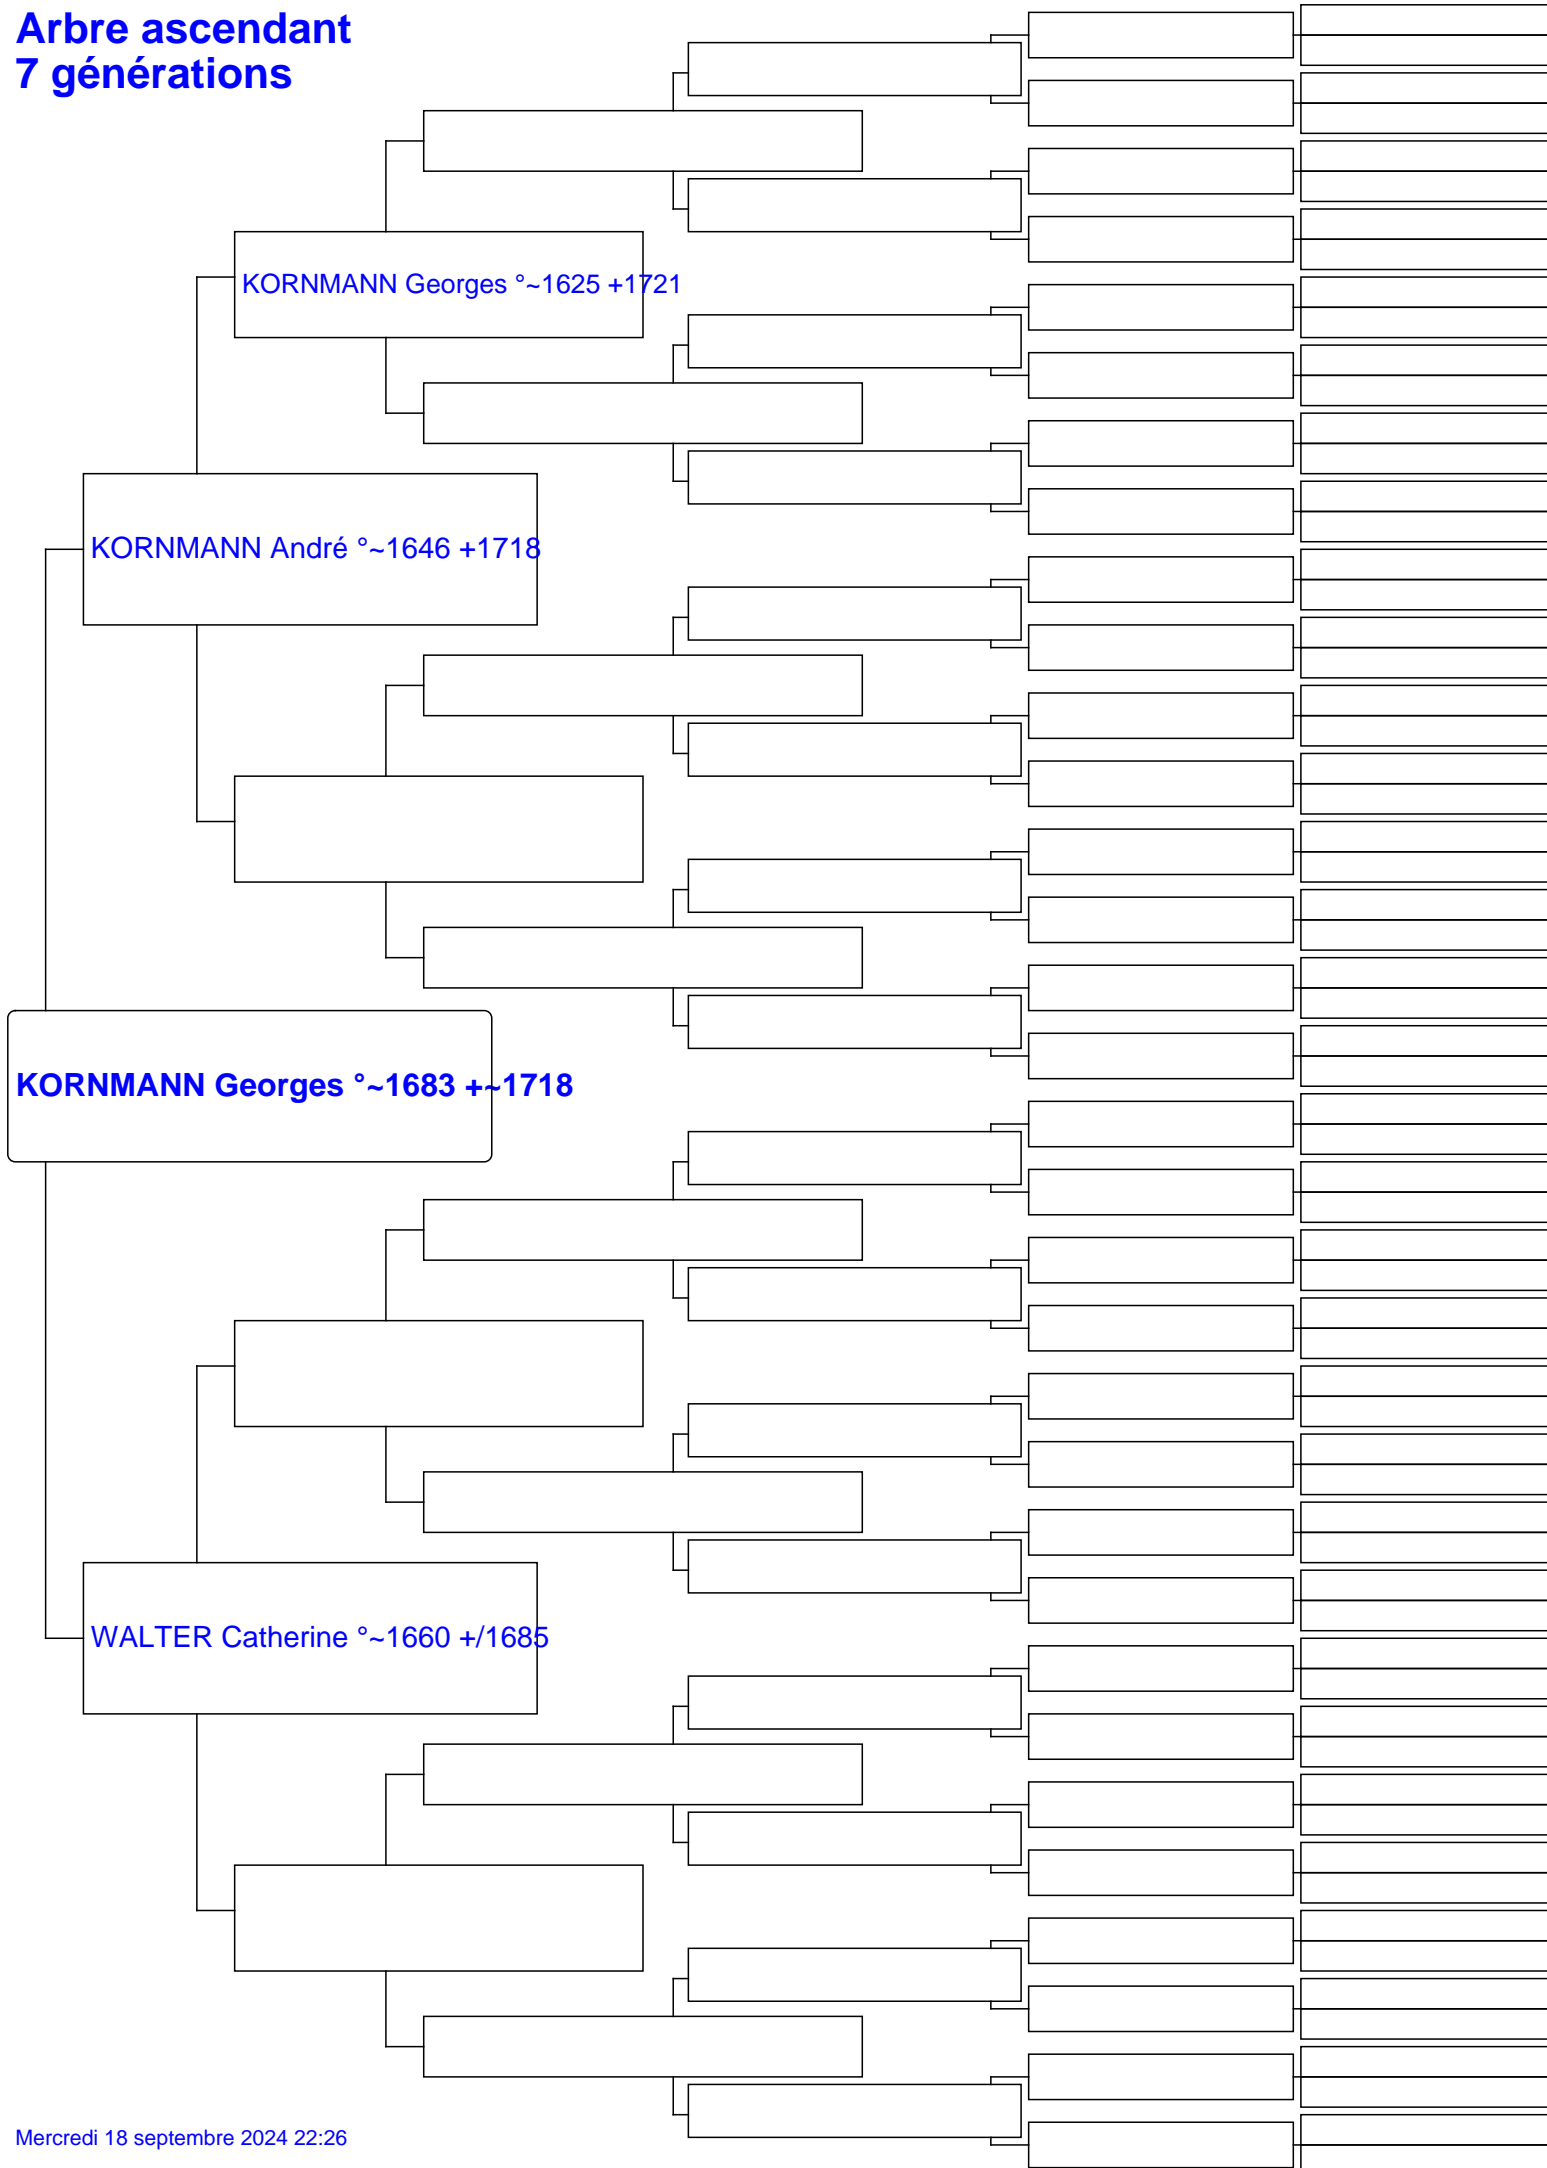 Arbre ascendant
7 générations
KORNMANN Georges °~1625 +1721
KORNMANN André °~1646 +1718
KORNMANN Georges °~1683 +~1718
WALTER Catherine °~1660 +/1685
Mercredi 18 septembre 2024 22:26